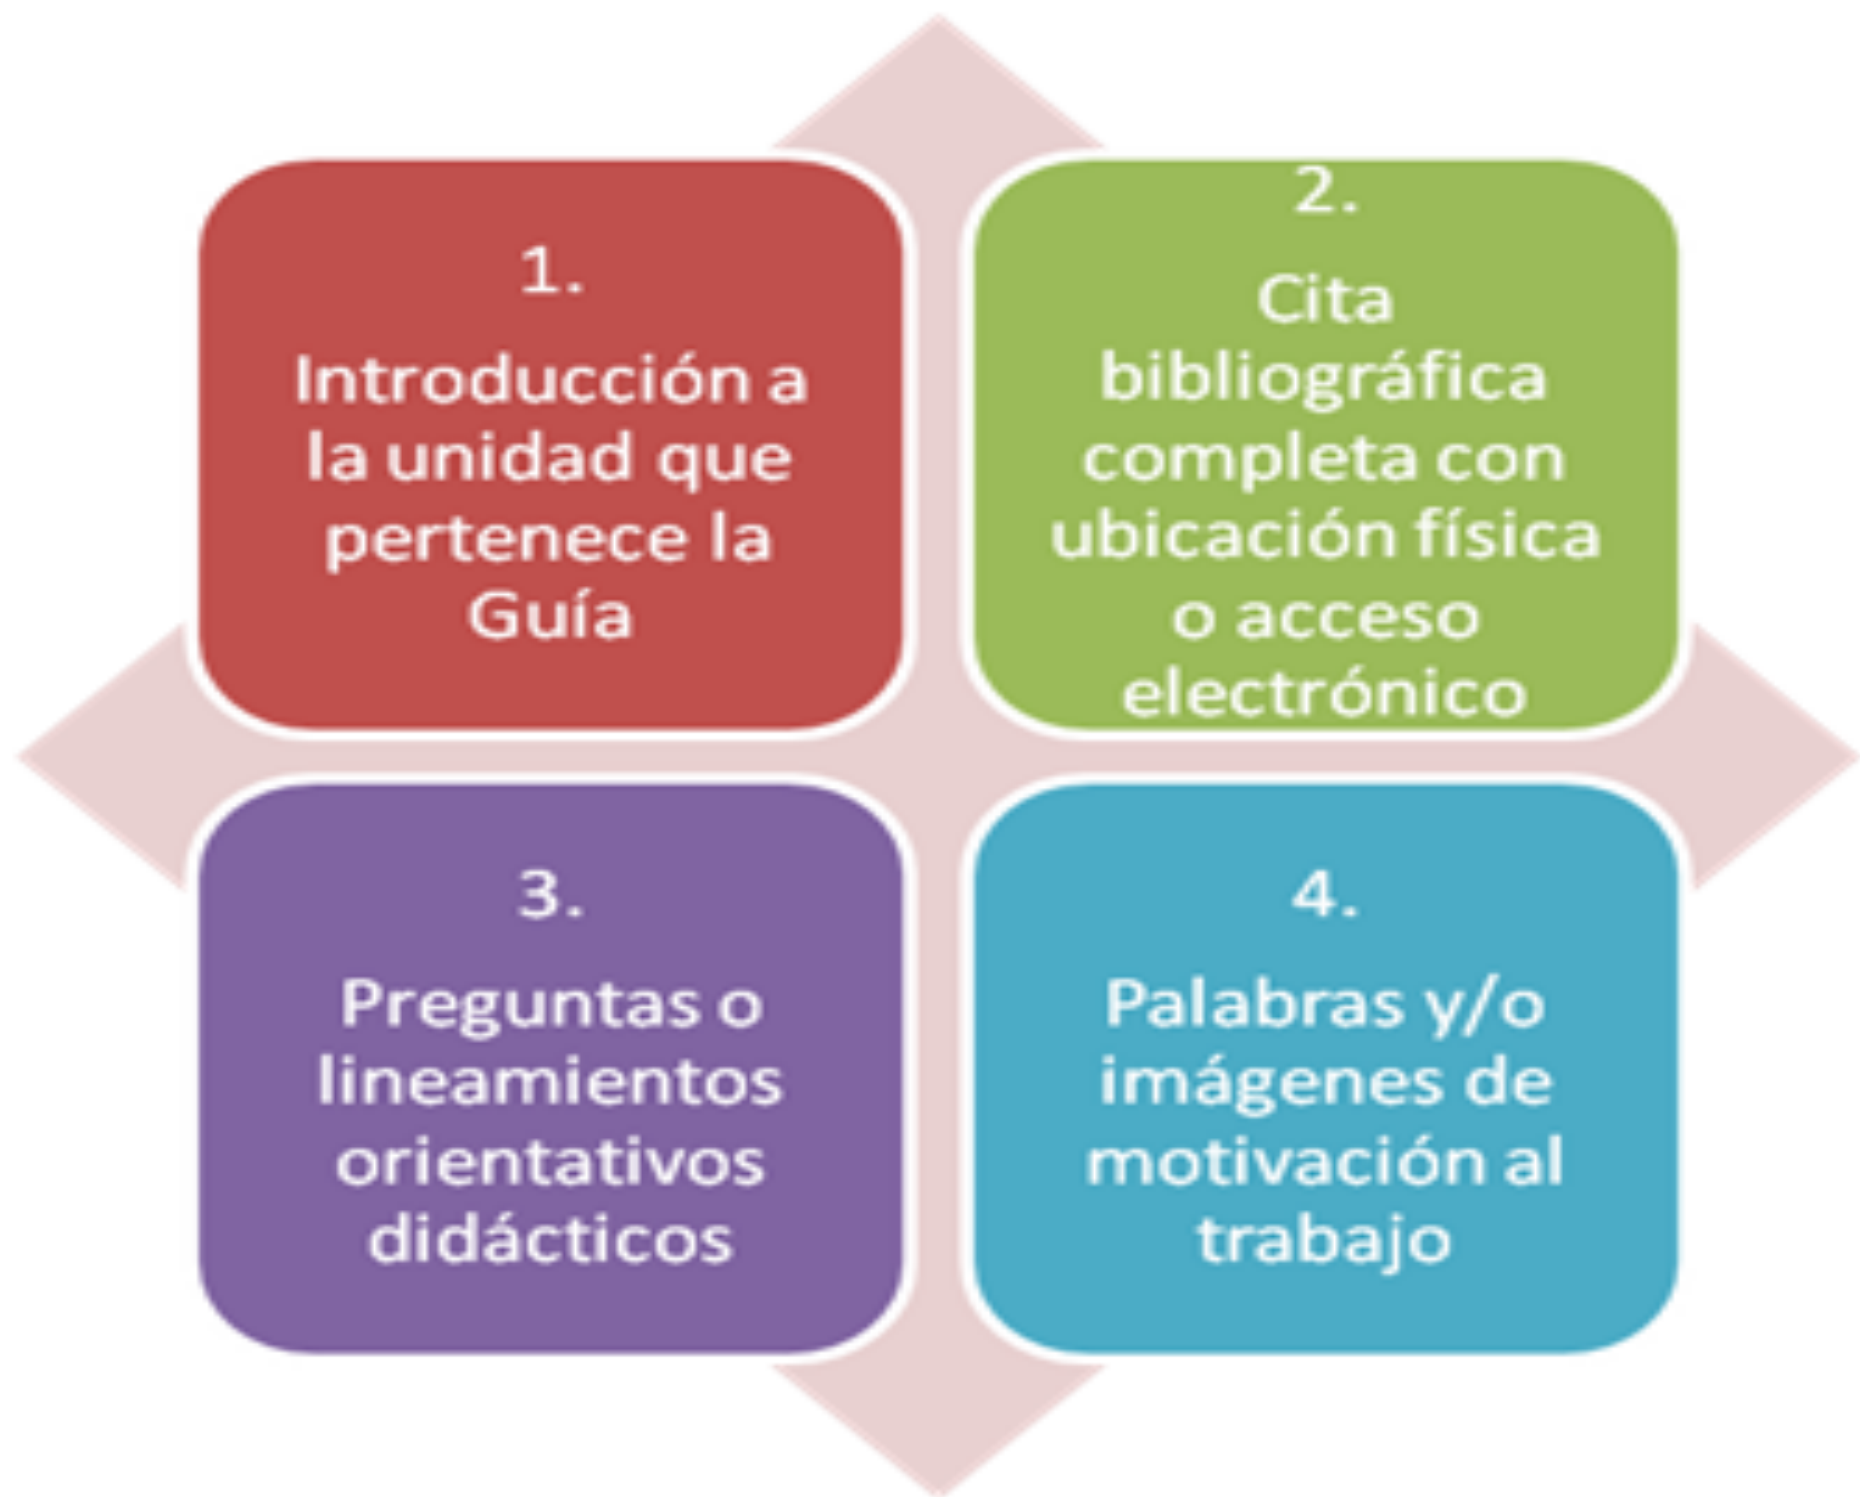 1.
Introducción a
la unidad que
pertenece la
Guía
2.
Cita
bibliográfica
completa con
ubicación física
o acceso
electrónico
3.
Preguntas o
lineamientos
orientativos
didácticos
4.
Palabras y/o
imágenes de
motivación al
trabajo